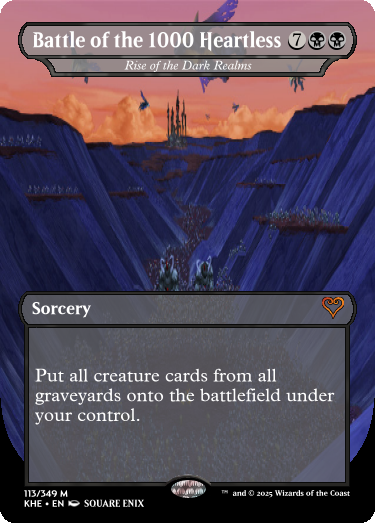 Battle of the 1000 Heartless 7
Rise of the Dark Realms
Sorcery
Put all creature cards from all
graveyards onto the battlefield under
your control.
113/349 M
KHE • EN SQUARE ENIX
™ and © 2025 Wizards of the Coast